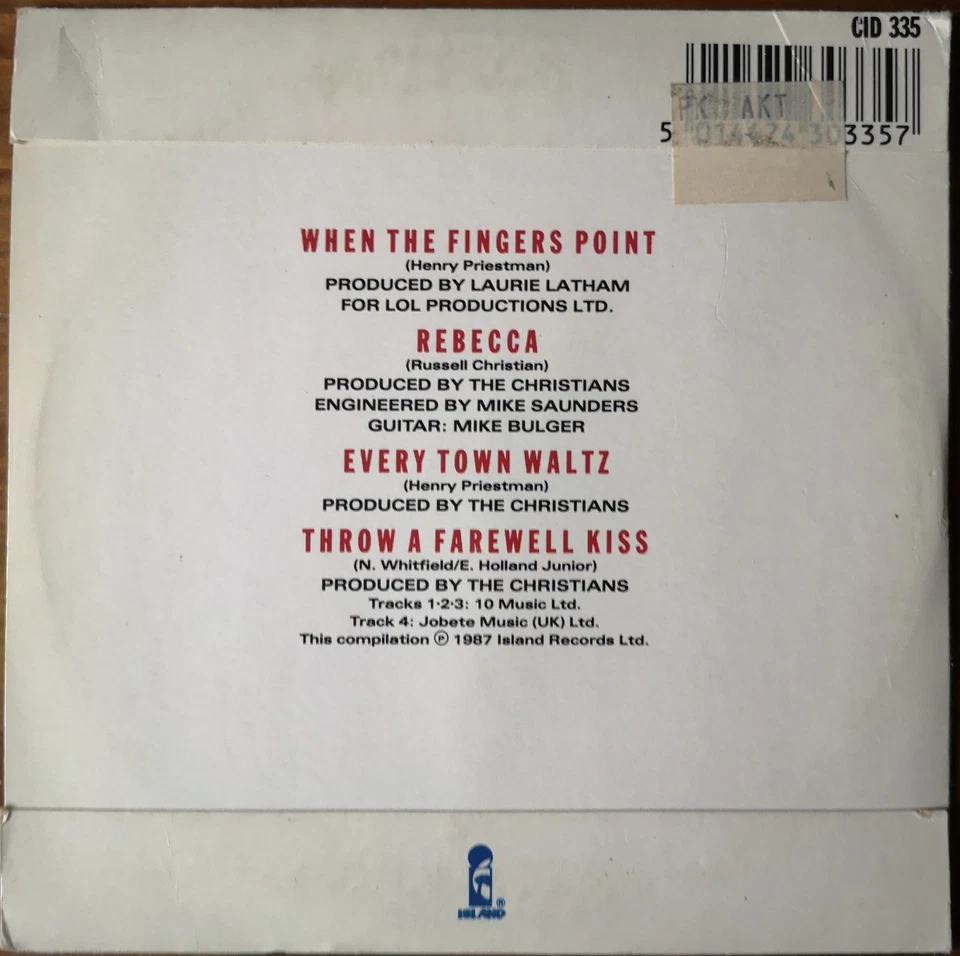 CID 335
PK AKT
5 014424 303357
WHEN THE FINGERS POINT
(Henry Priestman)
PRODUCED BY LAURIE LATHAM
FOR LOL PRODUCTIONS LTD.
REBECCA
(Russell Christian)
PRODUCED BY THE CHRISTIANS
ENGINEERED BY MIKE SAUNDERS
GUITAR: MIKE BULGER
EVERY TOWN WALTZ
(Henry Priestman)
PRODUCED BY THE CHRISTIANS
THROW A FAREWELL KISS
(N. Whitfield/E. Holland Junior)
PRODUCED BY THE CHRISTIANS
Tracks 1·2·3: 10 Music Ltd.
Track 4: Jobete Music (UK) Ltd.
This compilation ℗ 1987 Island Records Ltd.
ISLAND ®